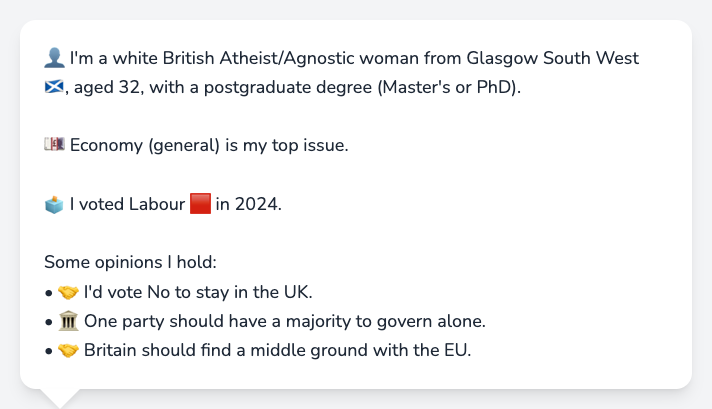 👤 I'm a white British Atheist/Agnostic woman from Glasgow South West
🏴󠁧󠁢󠁳󠁣󠁴󠁿, aged 32, with a postgraduate degree (Master's or PhD).
💷 Economy (general) is my top issue.
🗳️ I voted Labour 🟥 in 2024.
Some opinions I hold:
• 🤝 I'd vote No to stay in the UK.
• 🏛️ One party should have a majority to govern alone.
• 🤝 Britain should find a middle ground with the EU.